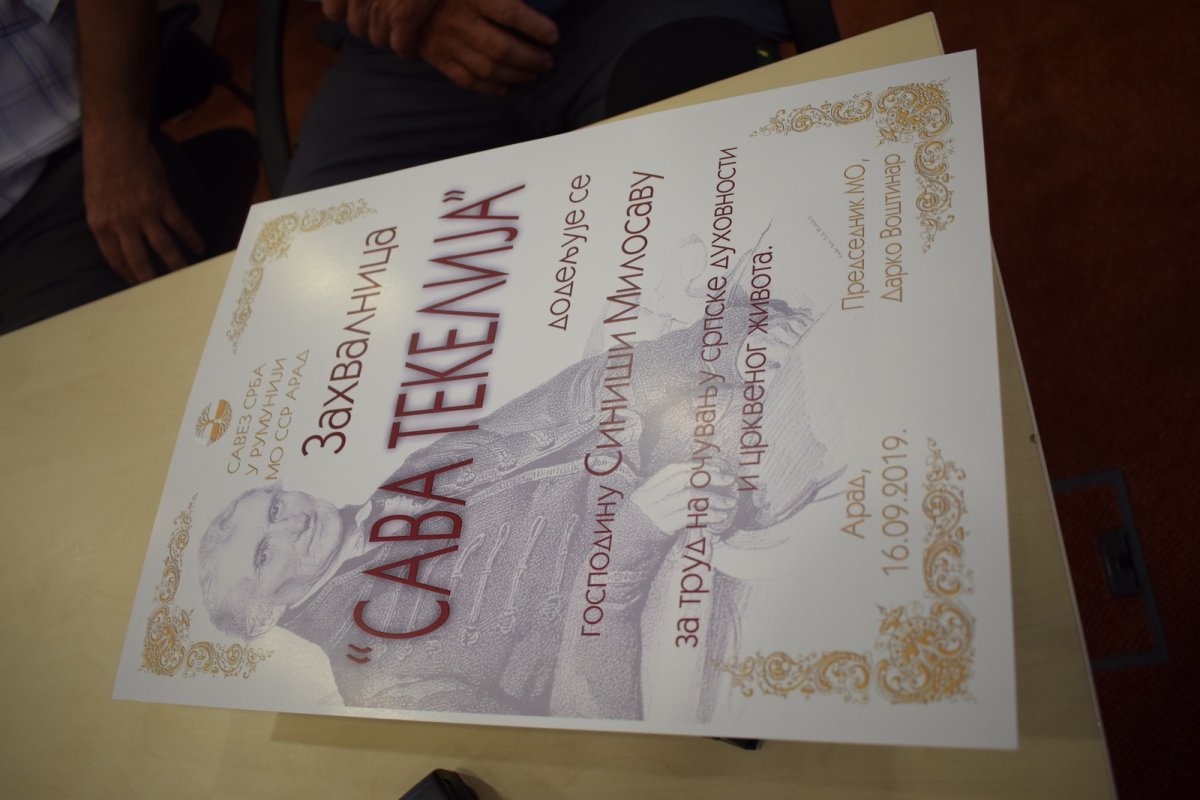 САВЕЗ СРБА
У РУМУНИЈИ
МО ССР АРАД
Захвалница
“САВА ТЕКЕЛИЈА”
додељује се
господину Синиши Милосаву
за труд на очувању српске духовности
и црквеног живота.
Арад,
16.09.2019.
Председник МО,
Дарко Воштинар